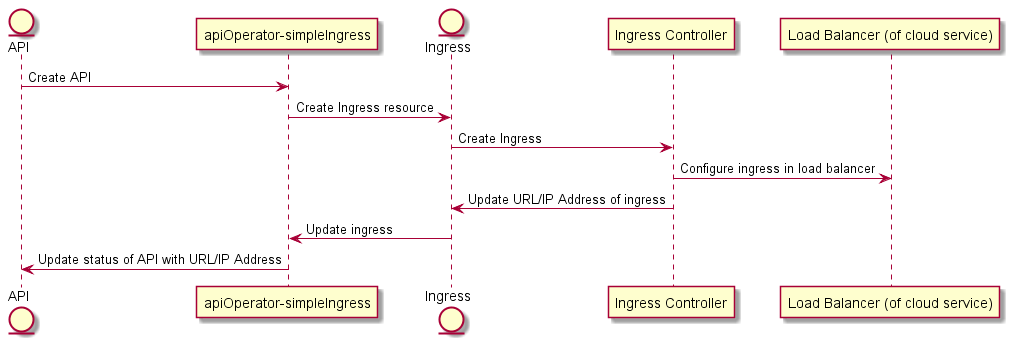 API
apiOperator-simpleIngress
Ingress
Ingress Controller
Load Balancer (of cloud service)
Create API
Create Ingress resource
Create Ingress
Configure ingress in load balancer
Update URL/IP Address of ingress
Update ingress
Update status of API with URL/IP Address
API
apiOperator-simpleIngress
Ingress
Ingress Controller
Load Balancer (of cloud service)